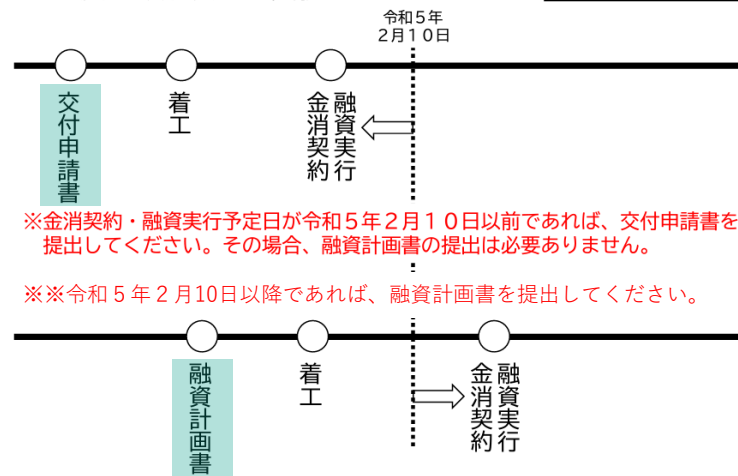 令和５年
２月１０日
交付申請書
着工
融資実行
金消契約
※金消契約・融資実行予定日が令和５年２月１０日以前であれば、交付申請書を
提出してください。その場合、融資計画書の提出は必要ありません。
※※令和５年２月10日以降であれば、融資計画書を提出してください。
融資計画書
着工
融資実行
金消契約